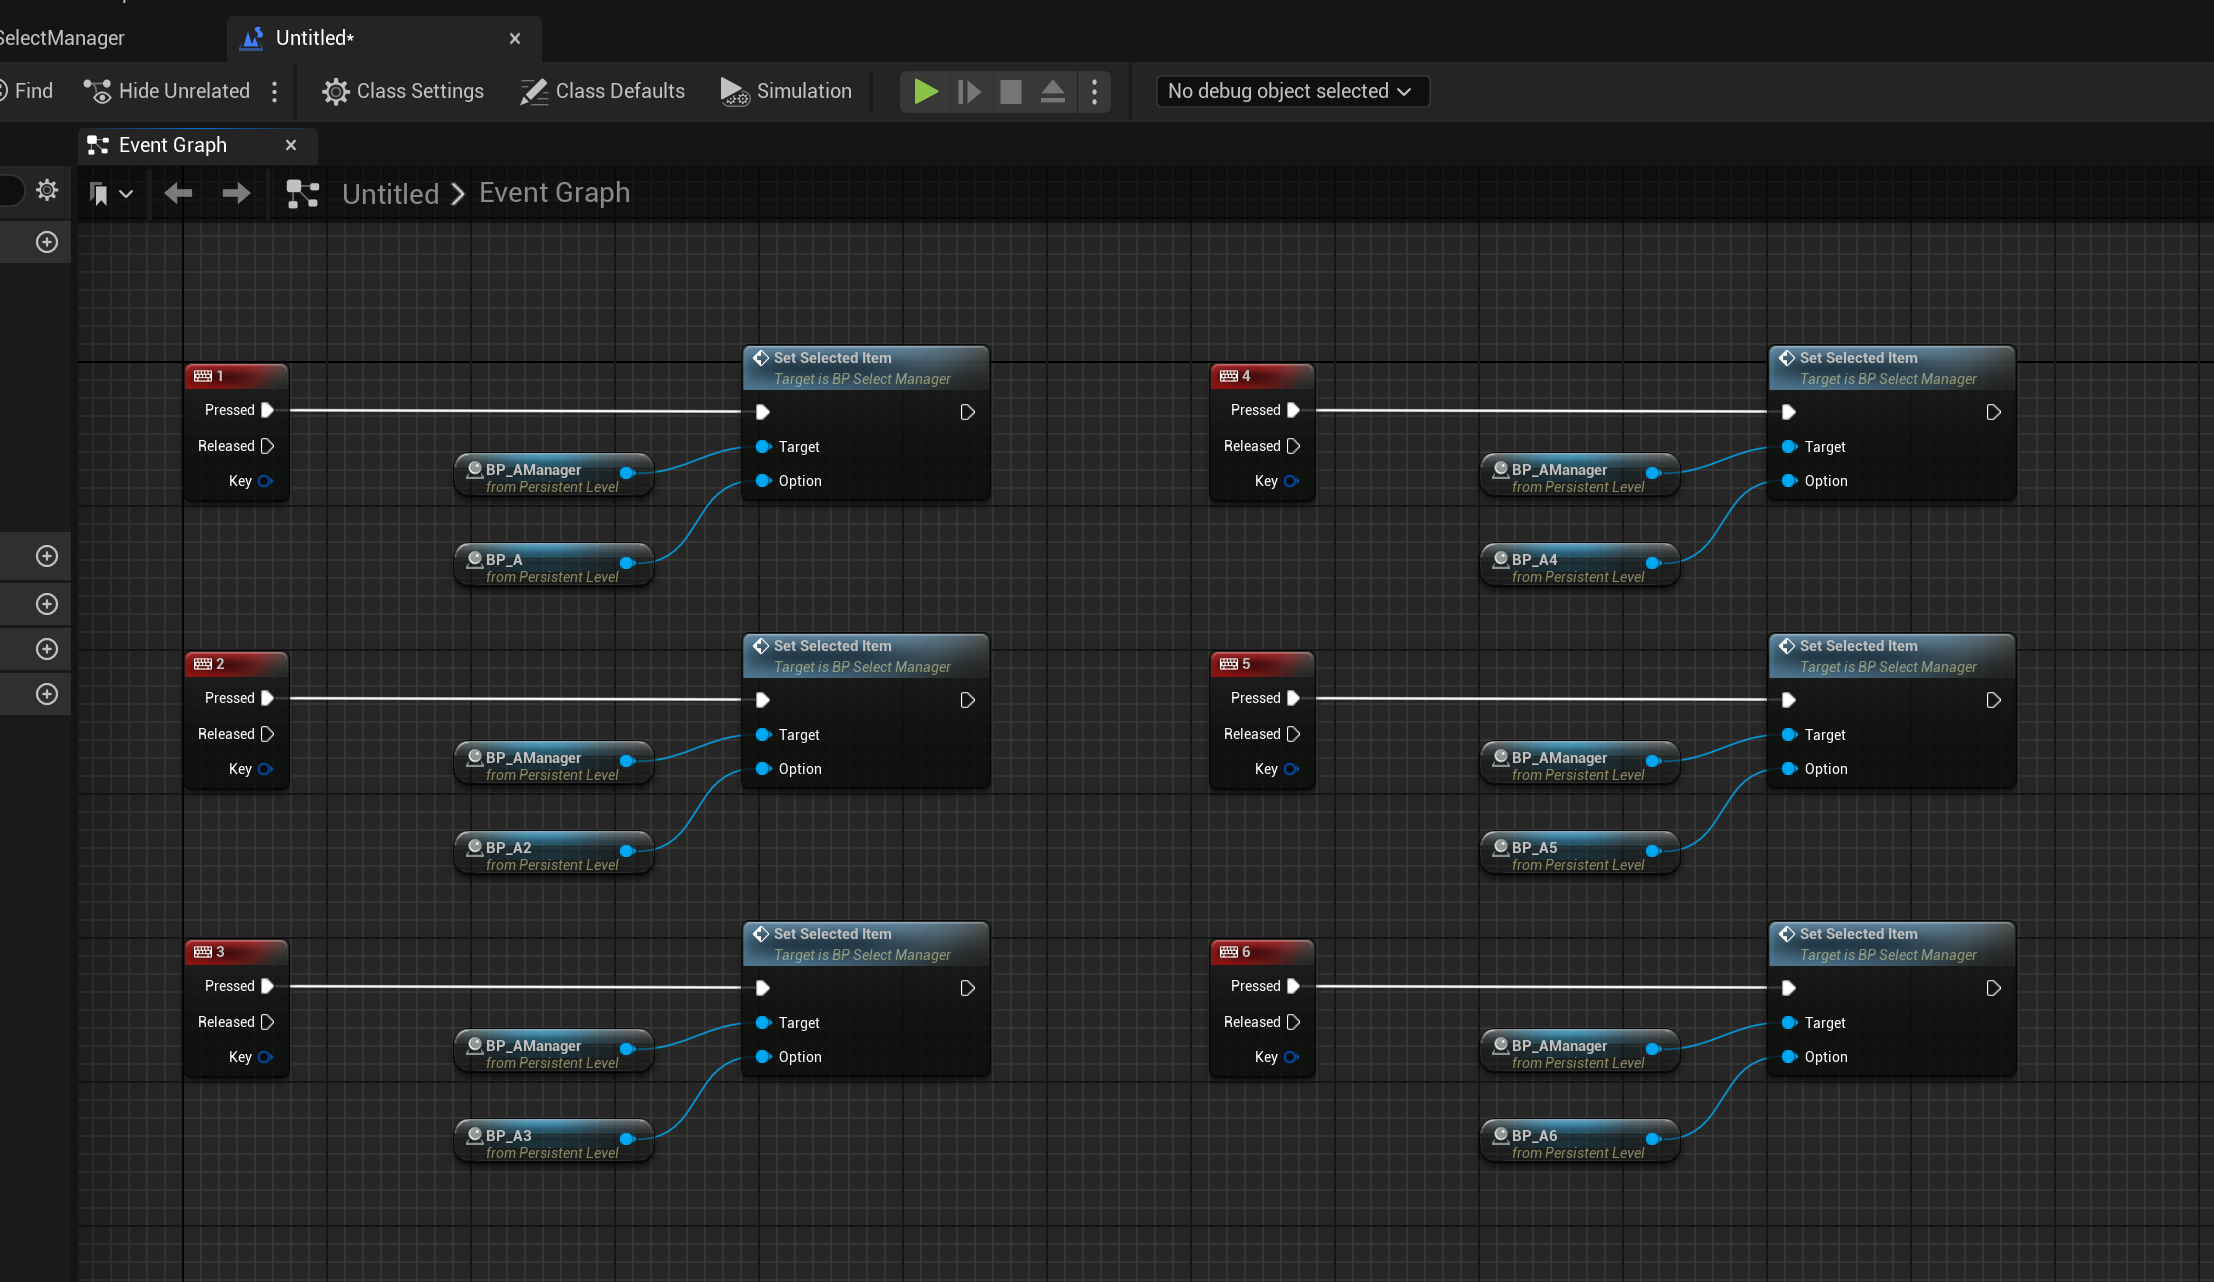 SelectManager
Untitled*
Find
Hide Unrelated
Class Settings
Class Defaults
Simulation
No debug object selected
Event Graph
Untitled
Event Graph
1
Pressed
Released
Key
BP_AManager
from Persistent Level
BP_A
from Persistent Level
Set Selected Item
Target is BP Select Manager
Target
Option
4
Pressed
Released
Key
BP_AManager
from Persistent Level
BP_A4
from Persistent Level
Set Selected Item
Target is BP Select Manager
Target
Option
2
Pressed
Released
Key
BP_AManager
from Persistent Level
BP_A2
from Persistent Level
Set Selected Item
Target is BP Select Manager
Target
Option
5
Pressed
Released
Key
BP_AManager
from Persistent Level
BP_A5
from Persistent Level
Set Selected Item
Target is BP Select Manager
Target
Option
3
Pressed
Released
Key
BP_AManager
from Persistent Level
BP_A3
from Persistent Level
Set Selected Item
Target is BP Select Manager
Target
Option
6
Pressed
Released
Key
BP_AManager
from Persistent Level
BP_A6
from Persistent Level
Set Selected Item
Target is BP Select Manager
Target
Option